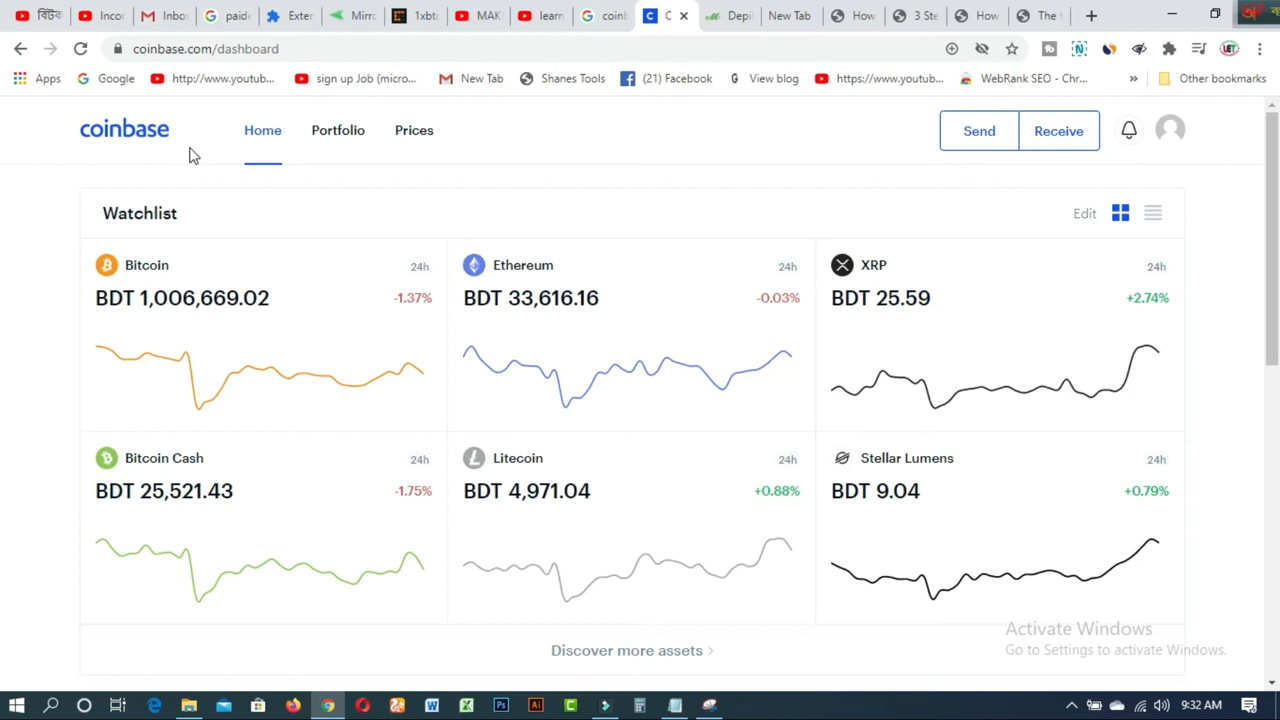 বিটক
Incor
Inbo
paide
Exter
Mirro
1xbt
MAK
learn
coinb
C
Depi
New Tab
How
3 Ste
How
The
coinbase.com/dashboard
Apps
Google
http://www.youtub...
sign up Job (micro...
New Tab
Shanes Tools
(21) Facebook
View blog
https://www.youtub...
WebRank SEO - Chr...
»
Other bookmarks
coinbase
Home
Portfolio
Prices
Send
Receive
Watchlist
Edit
Bitcoin
24h
BDT 1,006,669.02
-1.37%
Ethereum
24h
BDT 33,616.16
-0.03%
XRP
24h
BDT 25.59
+2.74%
Bitcoin Cash
24h
BDT 25,521.43
-1.75%
Litecoin
24h
BDT 4,971.04
+0.88%
Stellar Lumens
24h
BDT 9.04
+0.79%
Discover more assets >
Activate Windows
Go to Settings to activate Windows.
9:32 AM